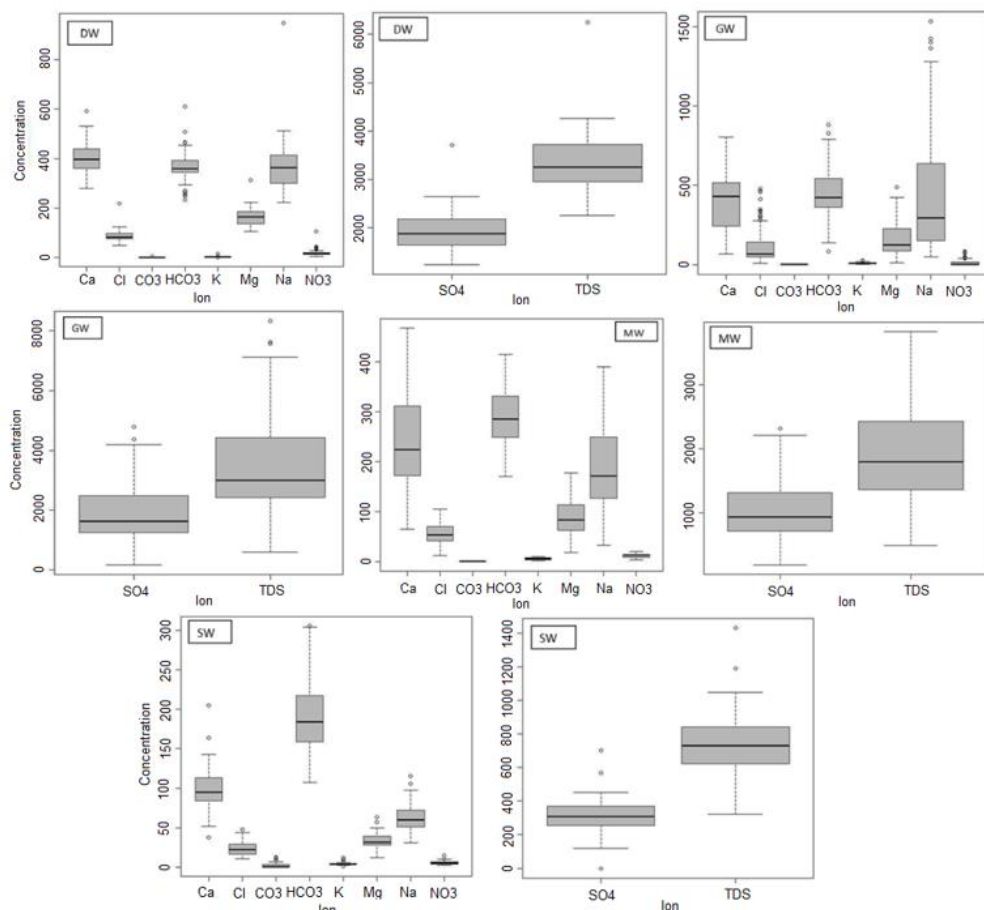 DW
Concentration
0 200 400 600 800
Ca Cl CO3 HCO3 K Mg Na NO3
Ion
DW
2000 3000 4000 5000 6000
SO4 TDS
Ion
GW
0 500 1000 1500
Ca Cl CO3 HCO3 K Mg Na NO3
Ion
GW
Concentration
0 2000 4000 6000 8000
SO4 TDS
Ion
MW
0 100 200 300 400
Ca Cl CO3 HCO3 K Mg Na NO3
Ion
MW
1000 2000 3000
SO4 TDS
Ion
SW
Concentration
0 50 100 150 200 250 300
Ca Cl CO3 HCO3 K Mg Na NO3
Ion
SW
0 200 400 600 800 1000 1200 1400
SO4 TDS
Ion